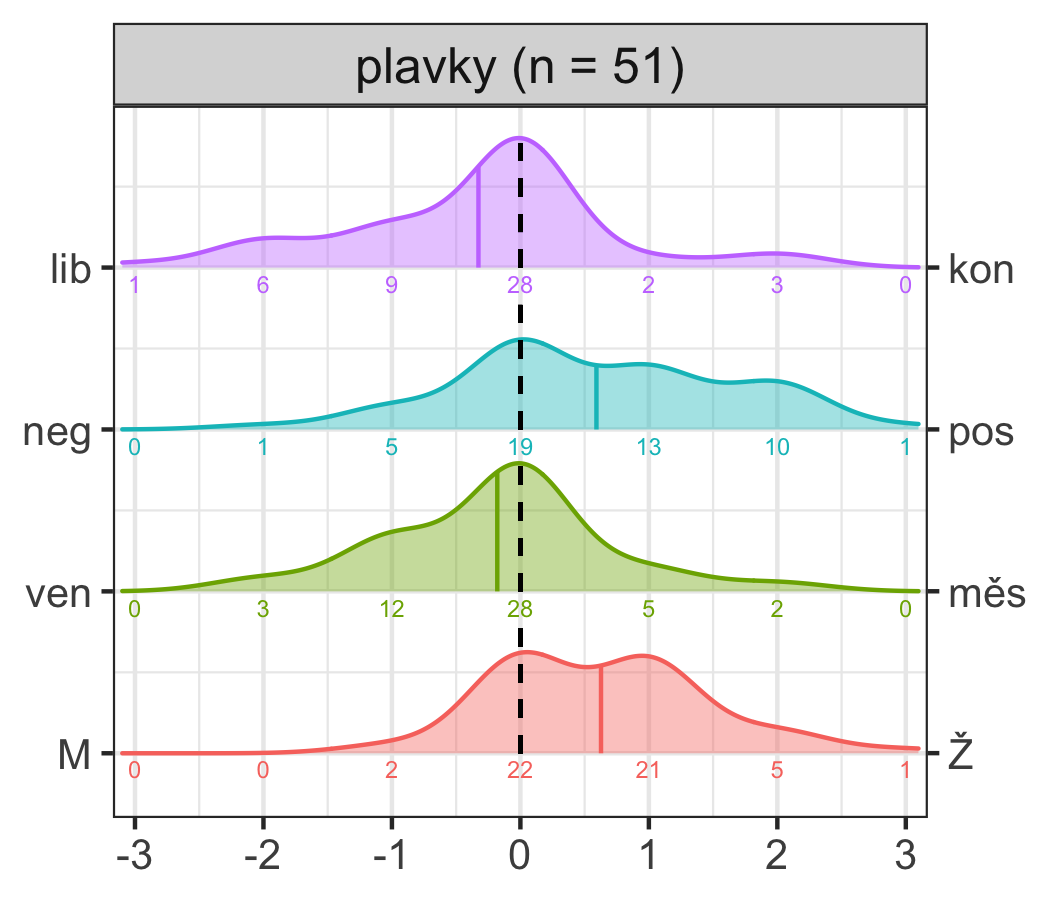 plavky (n = 51)
lib kon
1 6 9 28 2 3 0
neg pos
0 1 5 19 13 10 1
ven měs
0 3 12 28 5 2 0
M Ž
0 0 2 22 21 5 1
-3 -2 -1 0 1 2 3